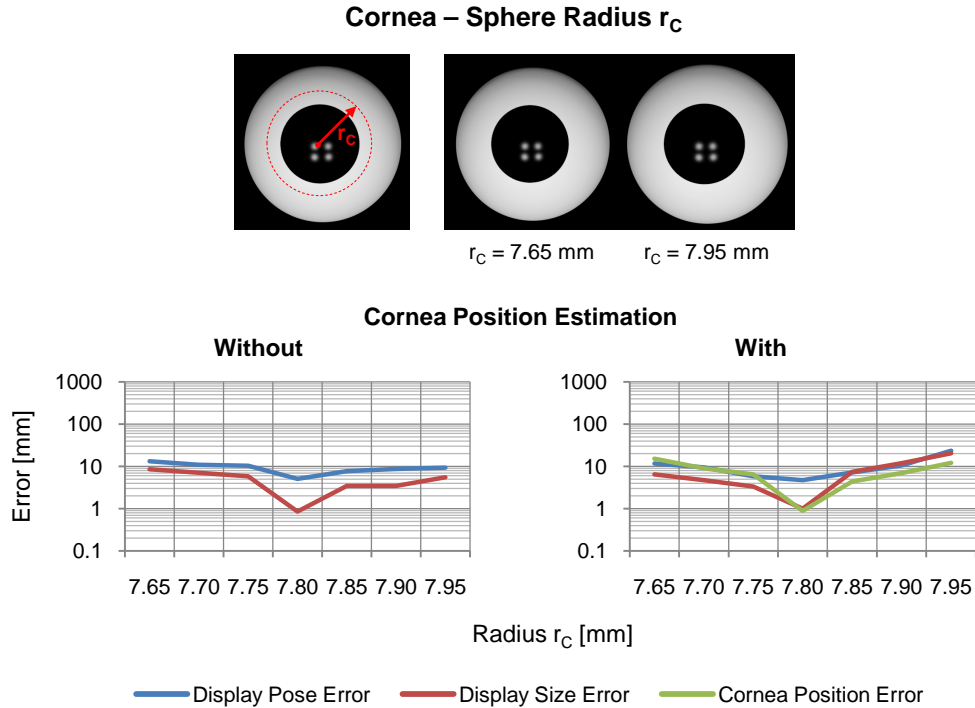 Cornea – Sphere Radius rC
rC
rC = 7.65 mm rC = 7.95 mm
Cornea Position Estimation
Without With
Error [mm]
1000
100
10
1
0.1
7.65 7.70 7.75 7.80 7.85 7.90 7.95
1000
100
10
1
0.1
7.65 7.70 7.75 7.80 7.85 7.90 7.95
Radius rC [mm]
Display Pose Error Display Size Error Cornea Position Error